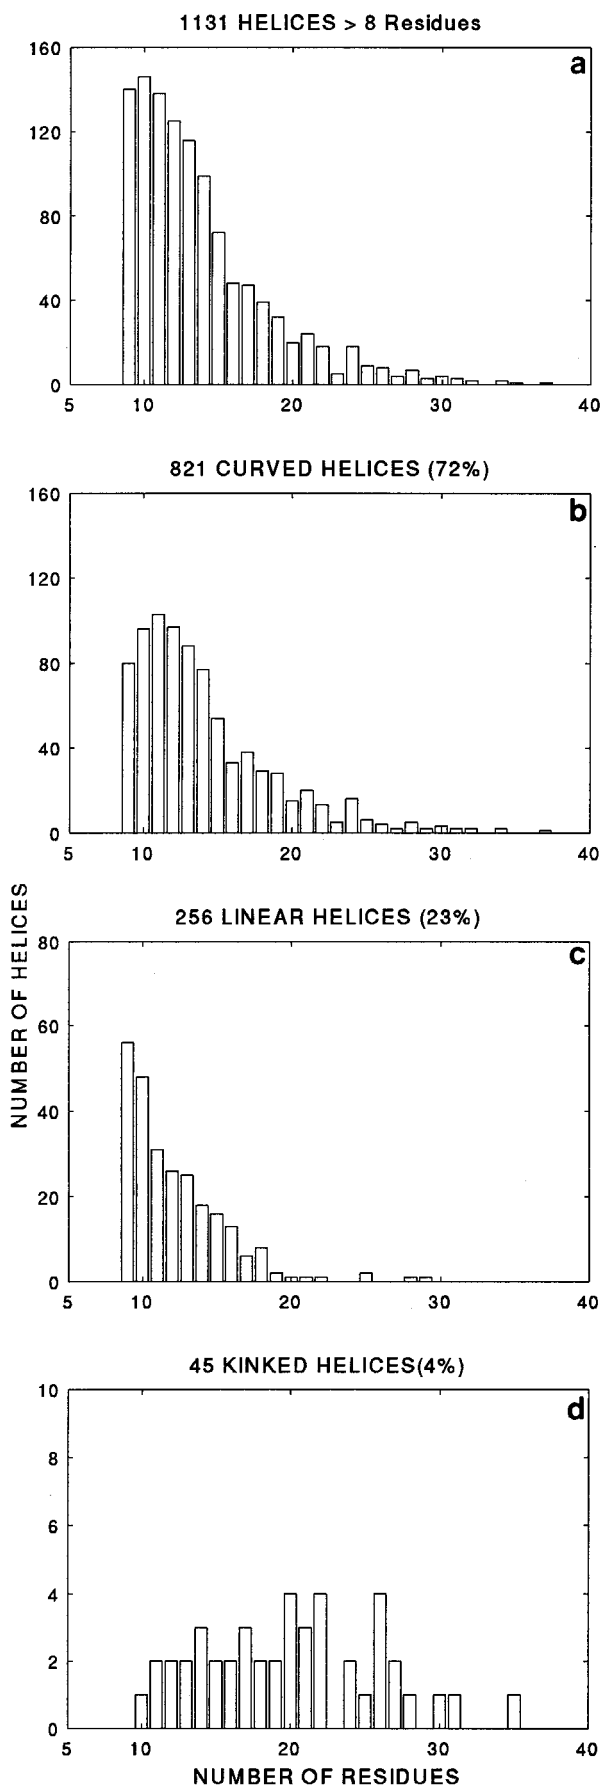 1131 HELICES > 8 Residues
a
160
120
80
40
0
5 10 20 30 40
821 CURVED HELICES (72%)
b
160
120
80
40
0
5 10 20 30 40
NUMBER OF HELICES
256 LINEAR HELICES (23%)
c
80
60
40
20
0
5 10 20 30 40
45 KINKED HELICES(4%)
d
10
8
6
4
2
0
5 10 20 30 40
NUMBER OF RESIDUES